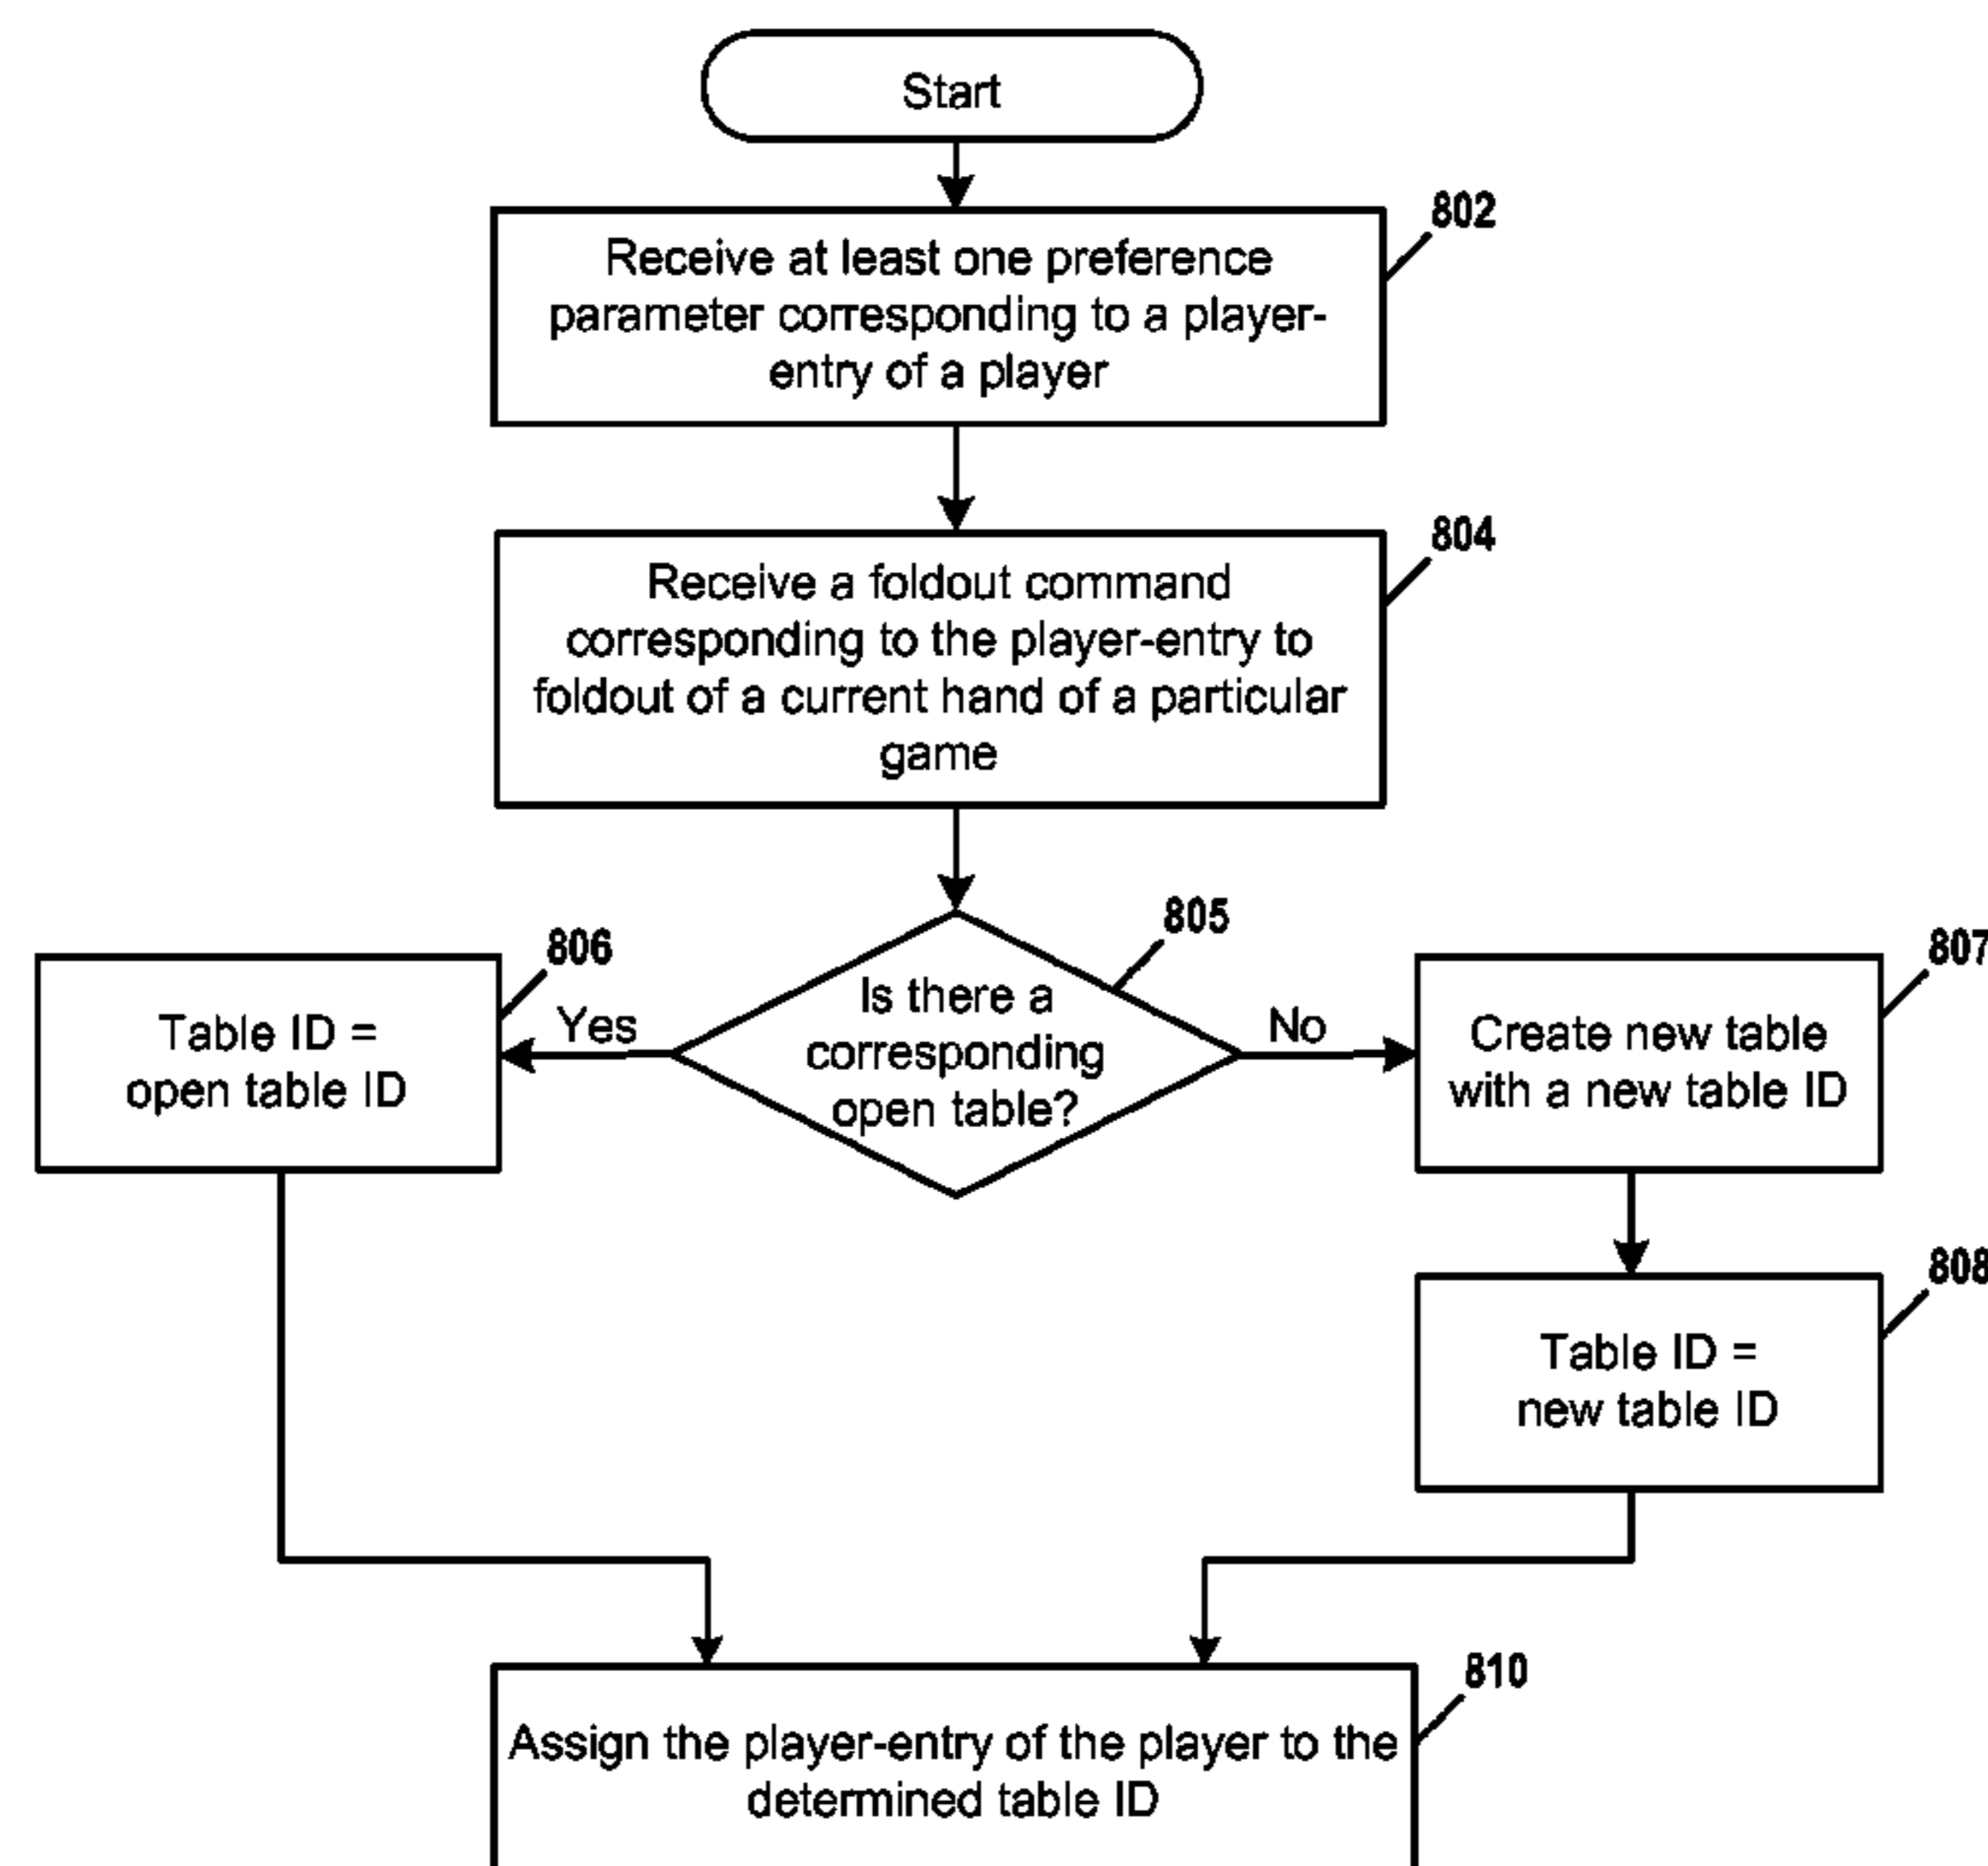 Start
802
Receive at least one preference
parameter corresponding to a player-
entry of a player
804
Receive a foldout command
corresponding to the player-entry to
foldout of a current hand of a particular
game
805
Is there a
corresponding
open table?
Yes
No
806
Table ID =
open table ID
807
Create new table
with a new table ID
808
Table ID =
new table ID
810
Assign the player-entry of the player to the
determined table ID